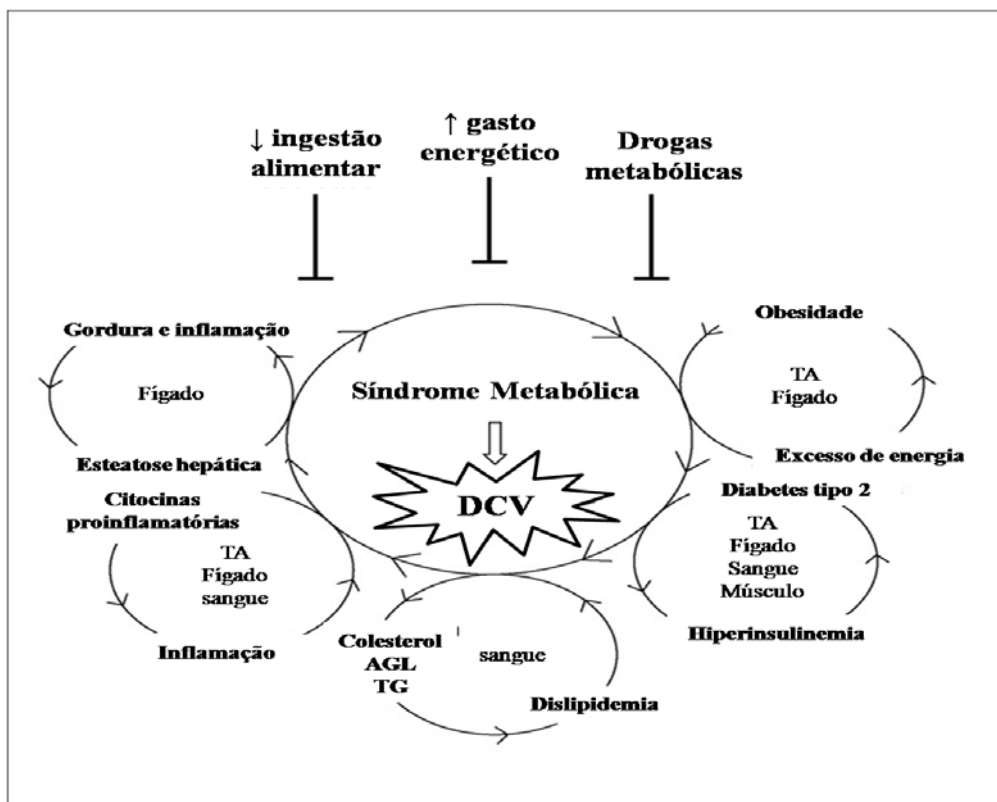 ↓ ingestão
alimentar
↑ gasto
energético
Drogas
metabólicas
Gordura e inflamação
Fígado
Esteatose hepática
Obesidade
TA
Fígado
Excesso de energia
Síndrome Metabólica
DCV
Citocinas
proinflamatórias
TA
Fígado
sangue
Inflamação
Diabetes tipo 2
TA
Fígado
Sangue
Músculo
Hiperinsulinemia
Colesterol
AGL
TG
sangue
Dislipidemia